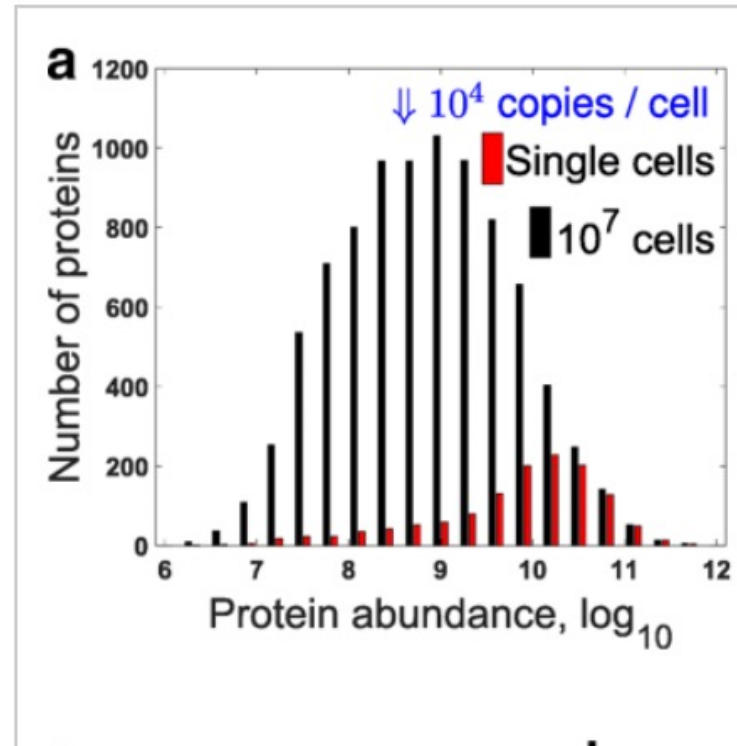 a
1200
⇓ 10⁴ copies / cell
1000
Single cells
800
10⁷ cells
600
400
200
0
Number of proteins
6 7 8 9 10 11 12
Protein abundance, log₁₀